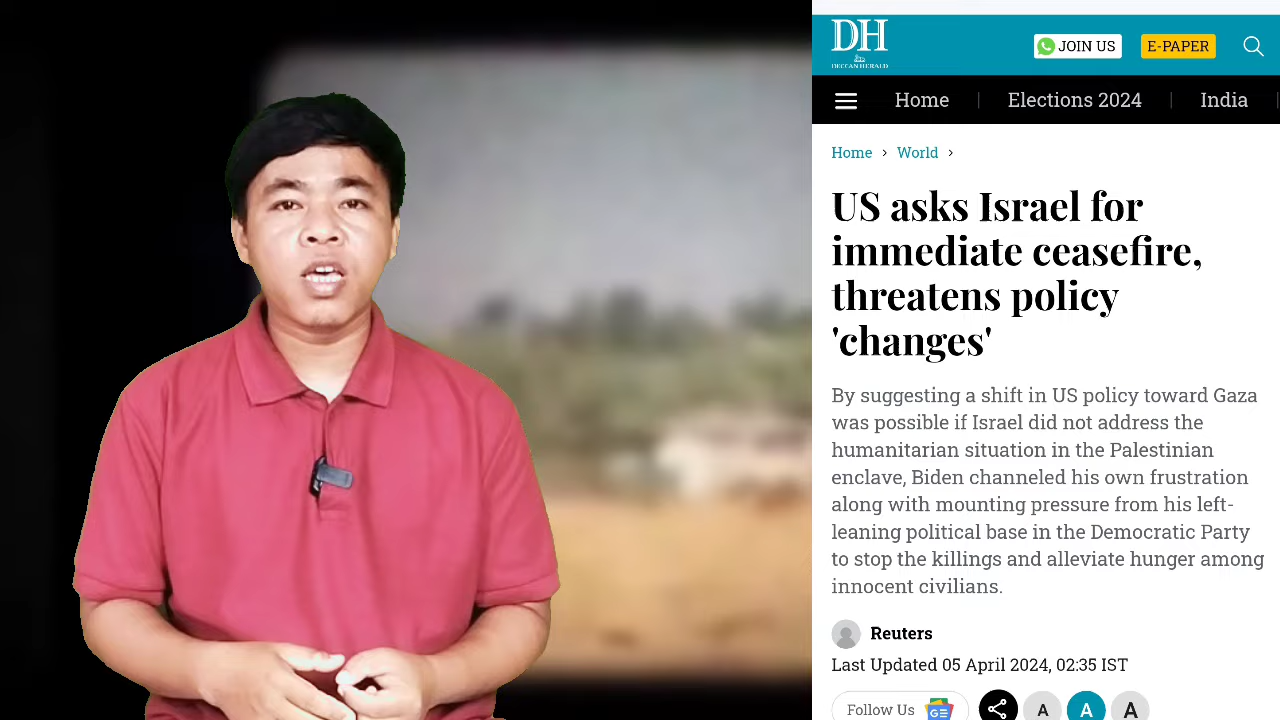 DH
DECCAN HERALD
JOIN US
E-PAPER
Home
Elections 2024
India
Home > World >
US asks Israel for
immediate ceasefire,
threatens policy
'changes'
By suggesting a shift in US policy toward Gaza
was possible if Israel did not address the
humanitarian situation in the Palestinian
enclave, Biden channeled his own frustration
along with mounting pressure from his left-
leaning political base in the Democratic Party
to stop the killings and alleviate hunger among
innocent civilians.
Reuters
Last Updated 05 April 2024, 02:35 IST
Follow Us
A A A